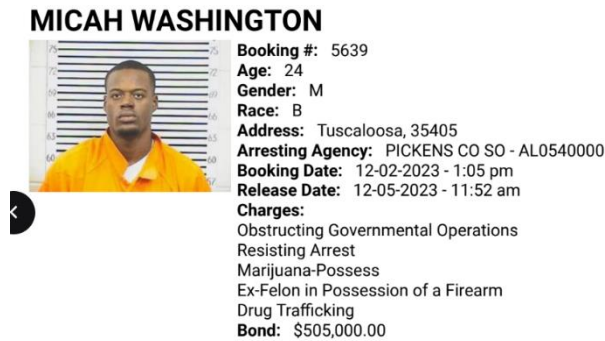 MICAH WASHINGTON
Booking #: 5639
Age: 24
Gender: M
Race: B
Address: Tuscaloosa, 35405
Arresting Agency: PICKENS CO SO - AL0540000
Booking Date: 12-02-2023 - 1:05 pm
Release Date: 12-05-2023 - 11:52 am
Charges:
Obstructing Governmental Operations
Resisting Arrest
Marijuana-Possess
Ex-Felon in Possession of a Firearm
Drug Trafficking
Bond: $505,000.00